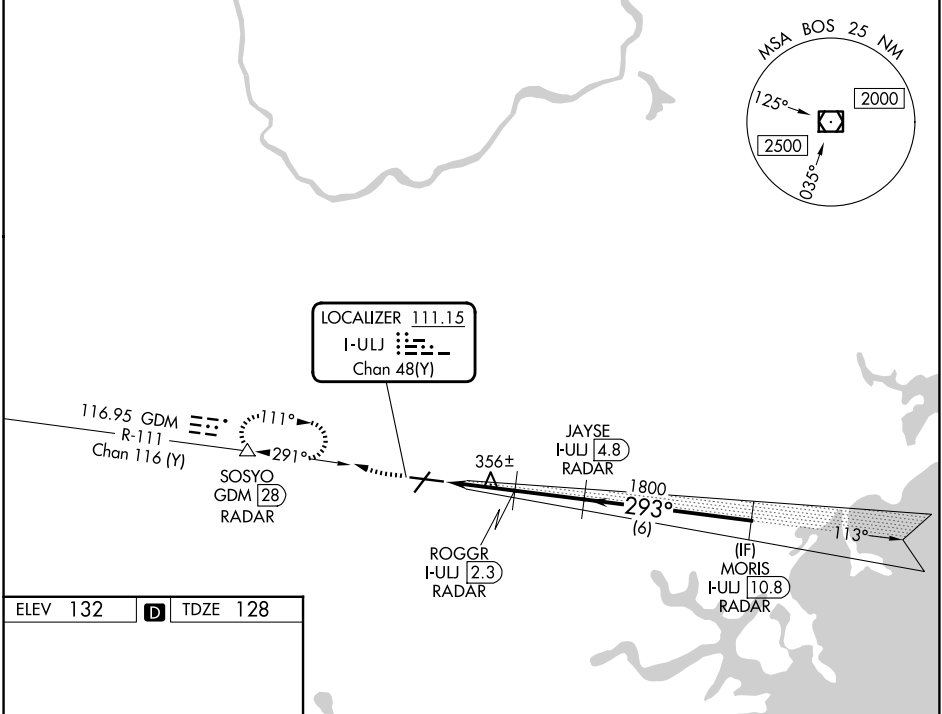 MSA BOS 25 NM
125°
2000
2500
035°
LOCALIZER 111.15
I-ULJ
Chan 48(Y)
116.95 GDM
R-111
Chan 116 (Y)
111°
291°
SOSYO
GDM 28
RADAR
356±
JAYSE
I-ULJ 4.8
RADAR
1800
293°
(6)
113°
ROGGR
I-ULJ 2.3
RADAR
(IF)
MORIS
I-ULJ 10.8
RADAR
ELEV 132 D TDZE 128